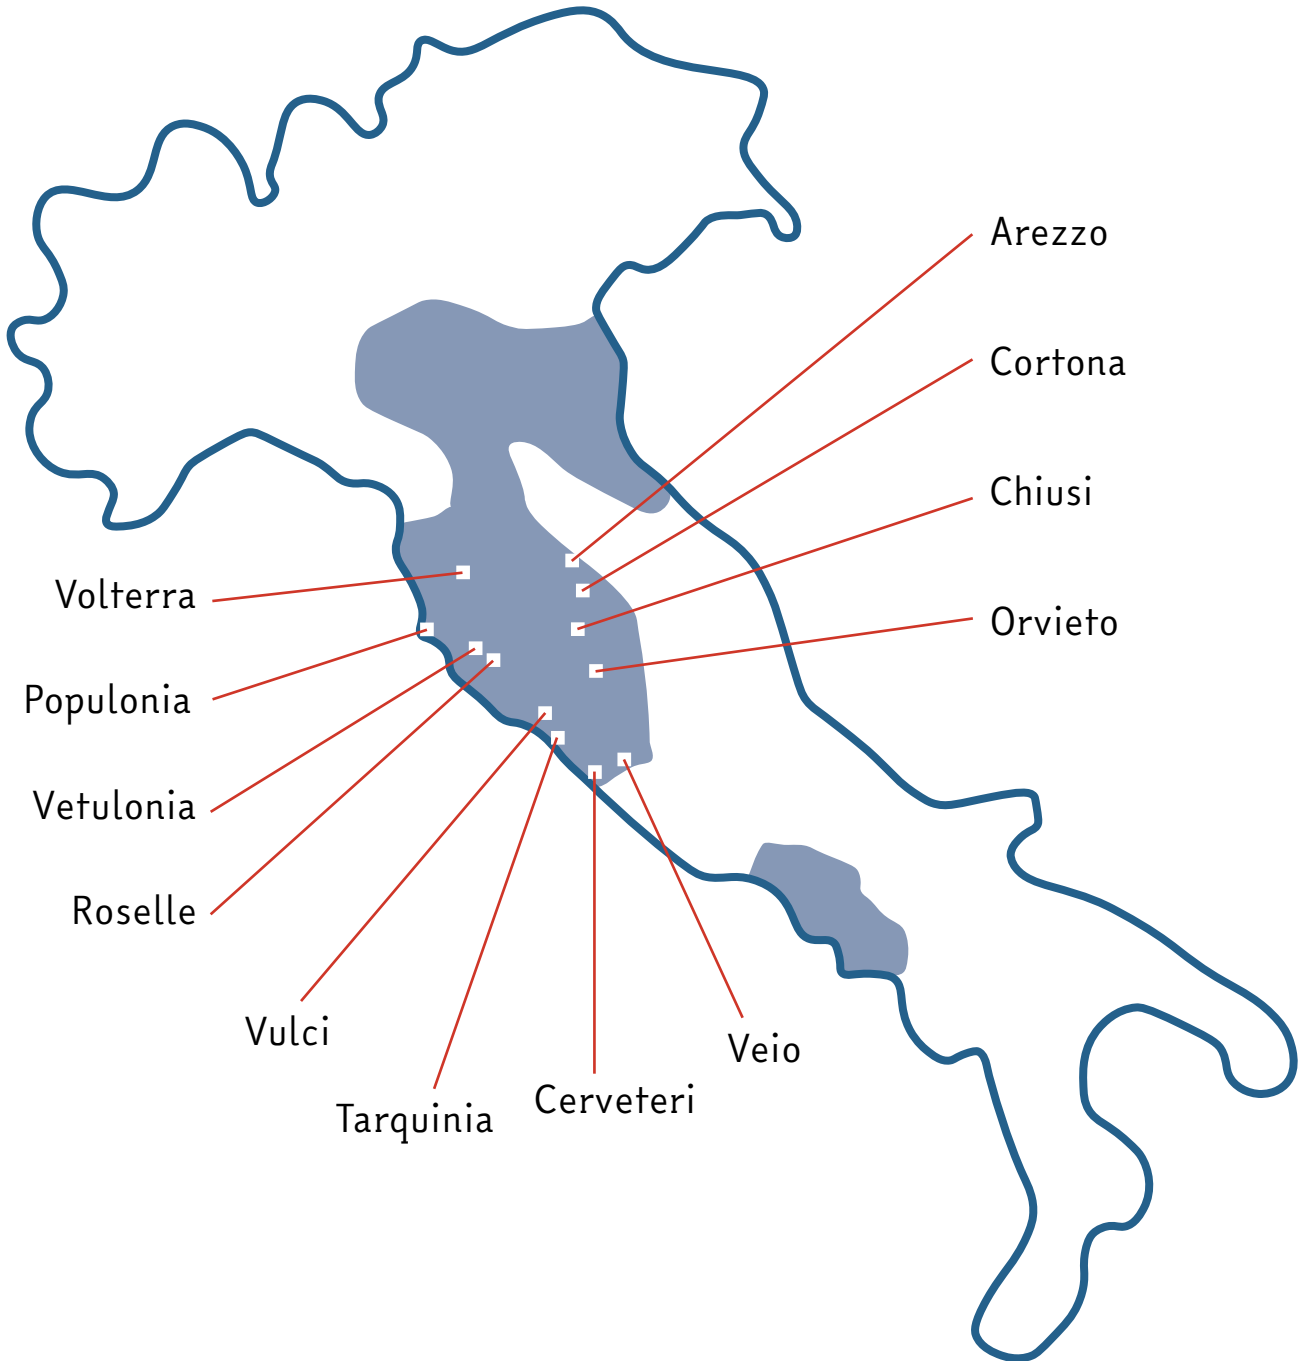 Arezzo
Cortona
Chiusi
Volterra
Orvieto
Populonia
Vetulonia
Roselle
Vulci
Veio
Cerveteri
Tarquinia